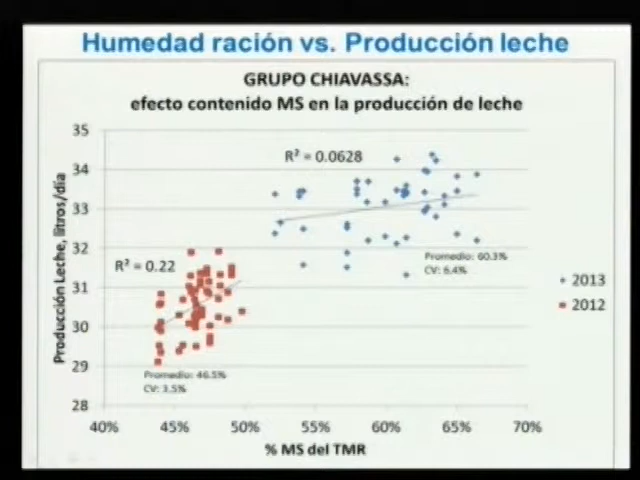 Humedad ración vs. Producción leche
GRUPO CHIAVASSA:
efecto contenido MS en la producción de leche
35
34
33
32
31
30
29
28
Producción Leche, litros/día
R² = 0.0628
R² = 0.22
Promedio: 60.3%
CV: 6.4%
Promedio: 46.5%
CV: 3.5%
2013
2012
40%
45%
50%
55%
60%
65%
70%
% MS del TMR